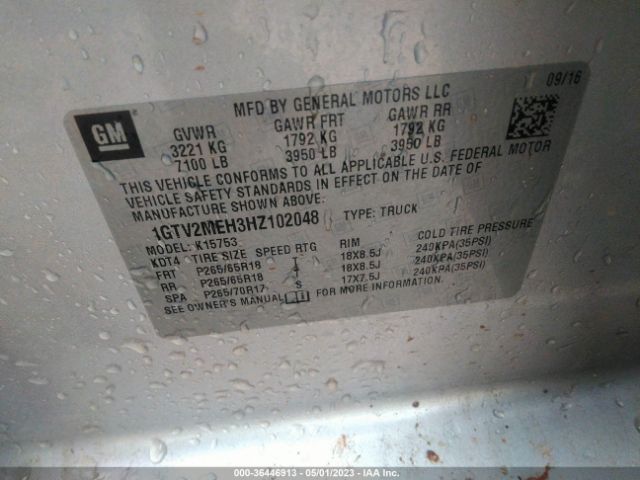 09/16
GM
MFD BY GENERAL MOTORS LLC
GVWR GAWR FRT GAWR RR
3221 KG 1792 KG 1792 KG
7100 LB 3950 LB 3950 LB
THIS VEHICLE CONFORMS TO ALL APPLICABLE U.S. FEDERAL MOTOR
VEHICLE SAFETY STANDARDS IN EFFECT ON THE DATE OF
MANUFACTURE SHOWN ABOVE.
1GTV2MEH3HZ102048 TYPE: TRUCK
MODEL: K15753
KDT4 TIRE SIZE SPEED RTG RIM COLD TIRE PRESSURE
FRT P265/65R18 T 18X8.5J 240KPA(35PSI)
RR P265/65R18 T 18X8.5J 240KPA(35PSI)
SPA P265/70R17 S 17X7.5J 240KPA(35PSI)
SEE OWNER'S MANUAL FOR MORE INFORMATION.
000-36446913 - 05/01/2023 - IAA Inc.